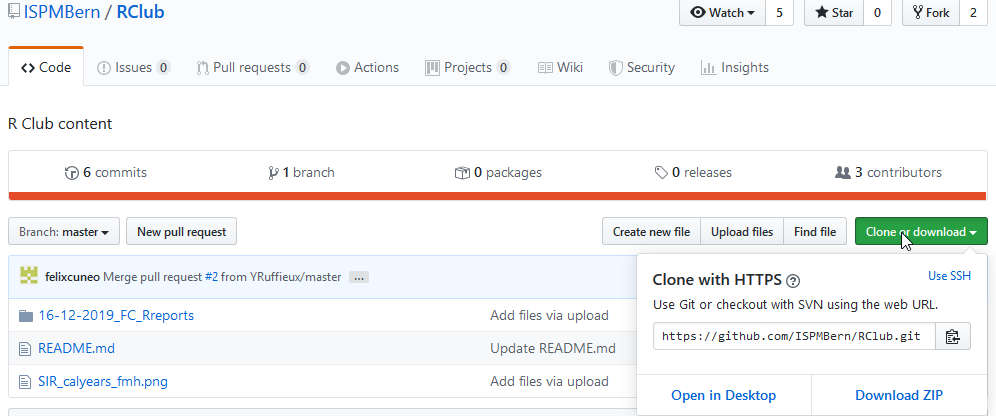 ISPMBern / RClub
Watch 5 Star 0 Fork 2
Code Issues 0 Pull requests 0 Actions Projects 0 Wiki Security Insights
R Club content
6 commits 1 branch 0 packages 0 releases 3 contributors
Branch: master New pull request Create new file Upload files Find file Clone or download
felixcuneo Merge pull request #2 from YRuffieux/master ...
Clone with HTTPS ? Use SSH
Use Git or checkout with SVN using the web URL.
https://github.com/ISPMBern/RClub.git
Open in Desktop Download ZIP
16-12-2019_FC_Rreports Add files via upload
README.md Update README.md
SIR_calyears_fmh.png Add files via upload